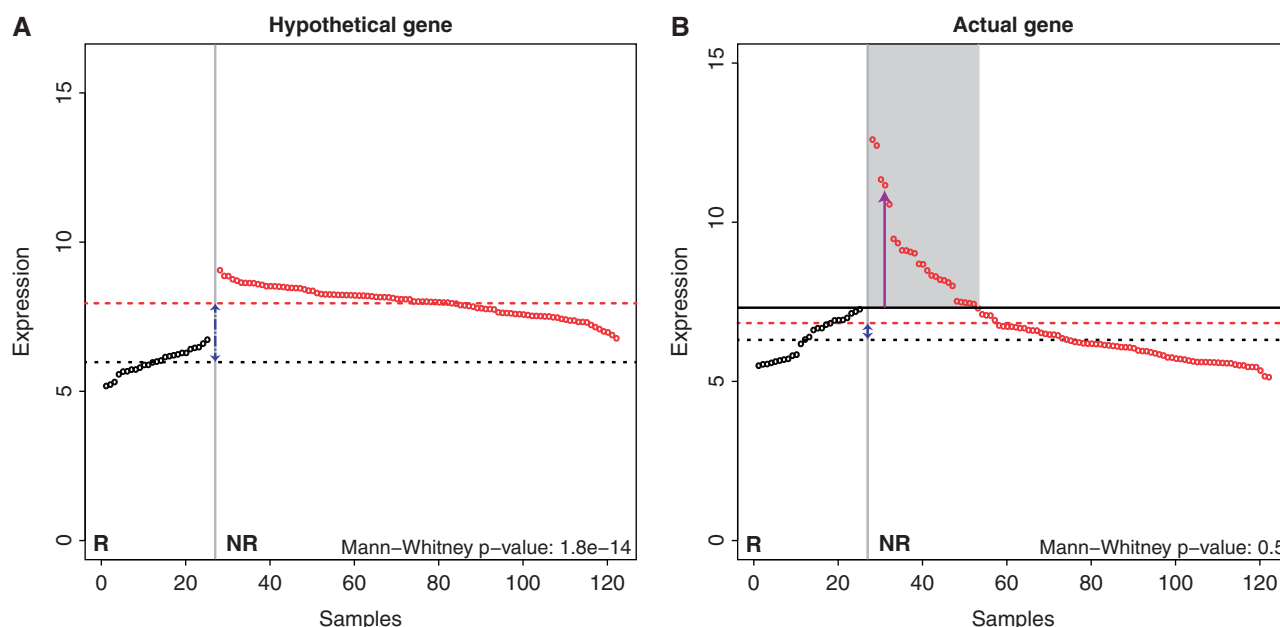 A
Hypothetical gene
Expression
15
10
5
0
R
NR
Mann−Whitney p−value: 1.8e−14
0 20 40 60 80 100 120
Samples
B
Actual gene
Expression
15
10
5
0
R
NR
Mann−Whitney p−value: 0.5
0 20 40 60 80 100 120
Samples